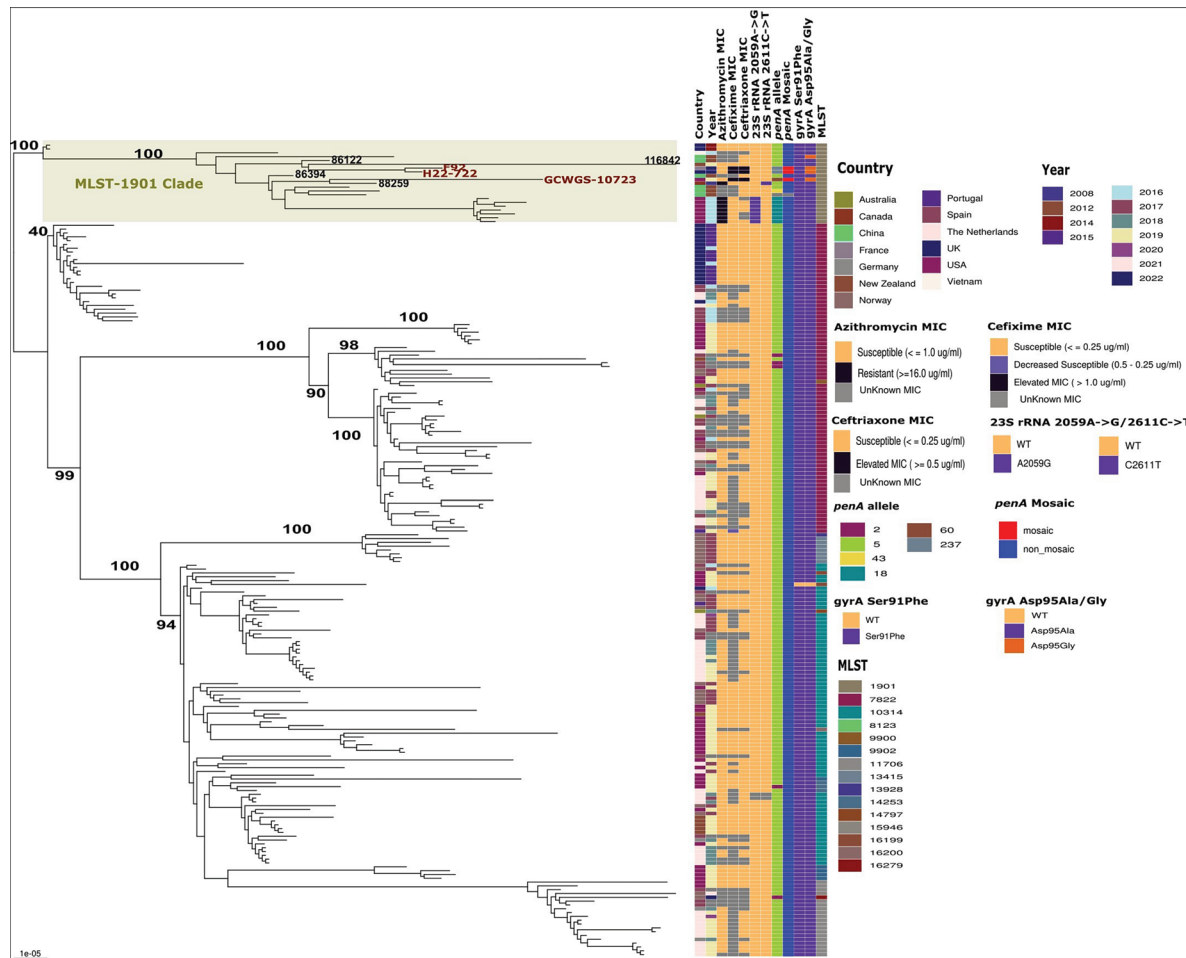 Country
Year
Azithromycin MIC
Cefixime MIC
Ceftriaxone MIC
23S rRNA 2059A->G
23S rRNA 2611C->T
penA allele
penA Mosaic
gyrA Ser91Phe
gyrA Asp95Ala/Gly
MLST
100
100
MLST-1901 Clade
86122
86394
88259
F92
H22-722
116842
GCWGS-10723
40
100
100
98
90
100
99
100
100
94
1e-05
Country
Australia
Canada
China
France
Germany
New Zealand
Norway
Portugal
Spain
The Netherlands
UK
USA
Vietnam
Year
2008
2012
2014
2015
2016
2017
2018
2019
2020
2021
2022
Azithromycin MIC
Susceptible (< = 1.0 ug/ml)
Resistant (>=16.0 ug/ml)
UnKnown MIC
Cefixime MIC
Susceptible (< = 0.25 ug/ml)
Decreased Susceptible (0.5 - 0.25 ug/ml)
Elevated MIC ( > 1.0 ug/ml)
UnKnown MIC
Ceftriaxone MIC
Susceptible (< = 0.25 ug/ml)
Elevated MIC ( >= 0.5 ug/ml)
UnKnown MIC
23S rRNA 2059A->G/2611C->T
WT
A2059G
WT
C2611T
penA allele
2
5
43
18
60
237
penA Mosaic
mosaic
non_mosaic
gyrA Ser91Phe
WT
Ser91Phe
gyrA Asp95Ala/Gly
WT
Asp95Ala
Asp95Gly
MLST
1901
7822
10314
8123
9900
9902
11706
13415
13928
14253
14797
15946
16199
16200
16279